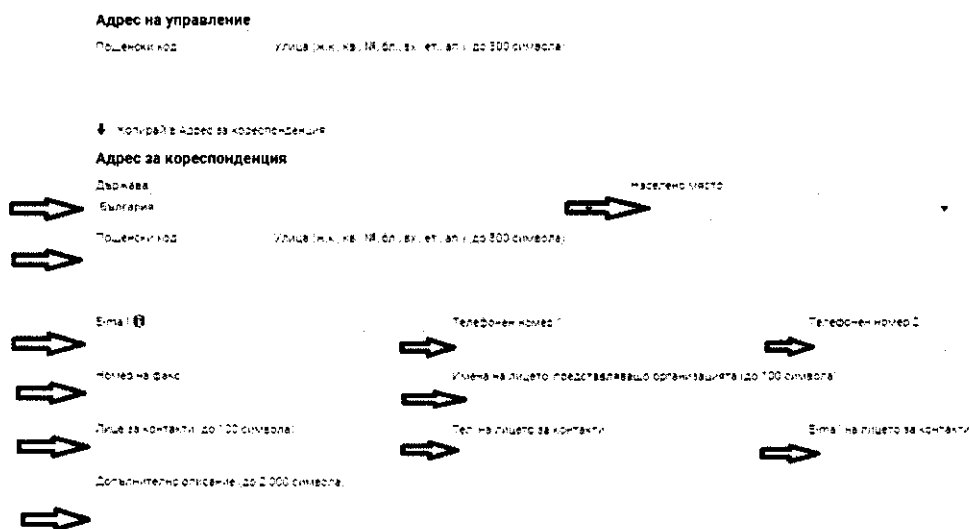 Адрес на управление
Пощенски код Улица (ж.к., кв., №, бл., вх., ет., ап.) (до 300 символа)
Копирай в Адрес за кореспонденция
Адрес за кореспонденция
Държава Населено място
България
Пощенски код Улица (ж.к., кв., №, бл., вх., ет., ап.) (до 300 символа)
E-mail Телефонен номер 1 Телефонен номер 2
Номер на факс Имена на лицето, представляващо организацията (до 100 символа)
Лице за контакти (до 100 символа) Тел. на лицето за контакти E-mail на лицето за контакти
Допълнително описание (до 2 000 символа)